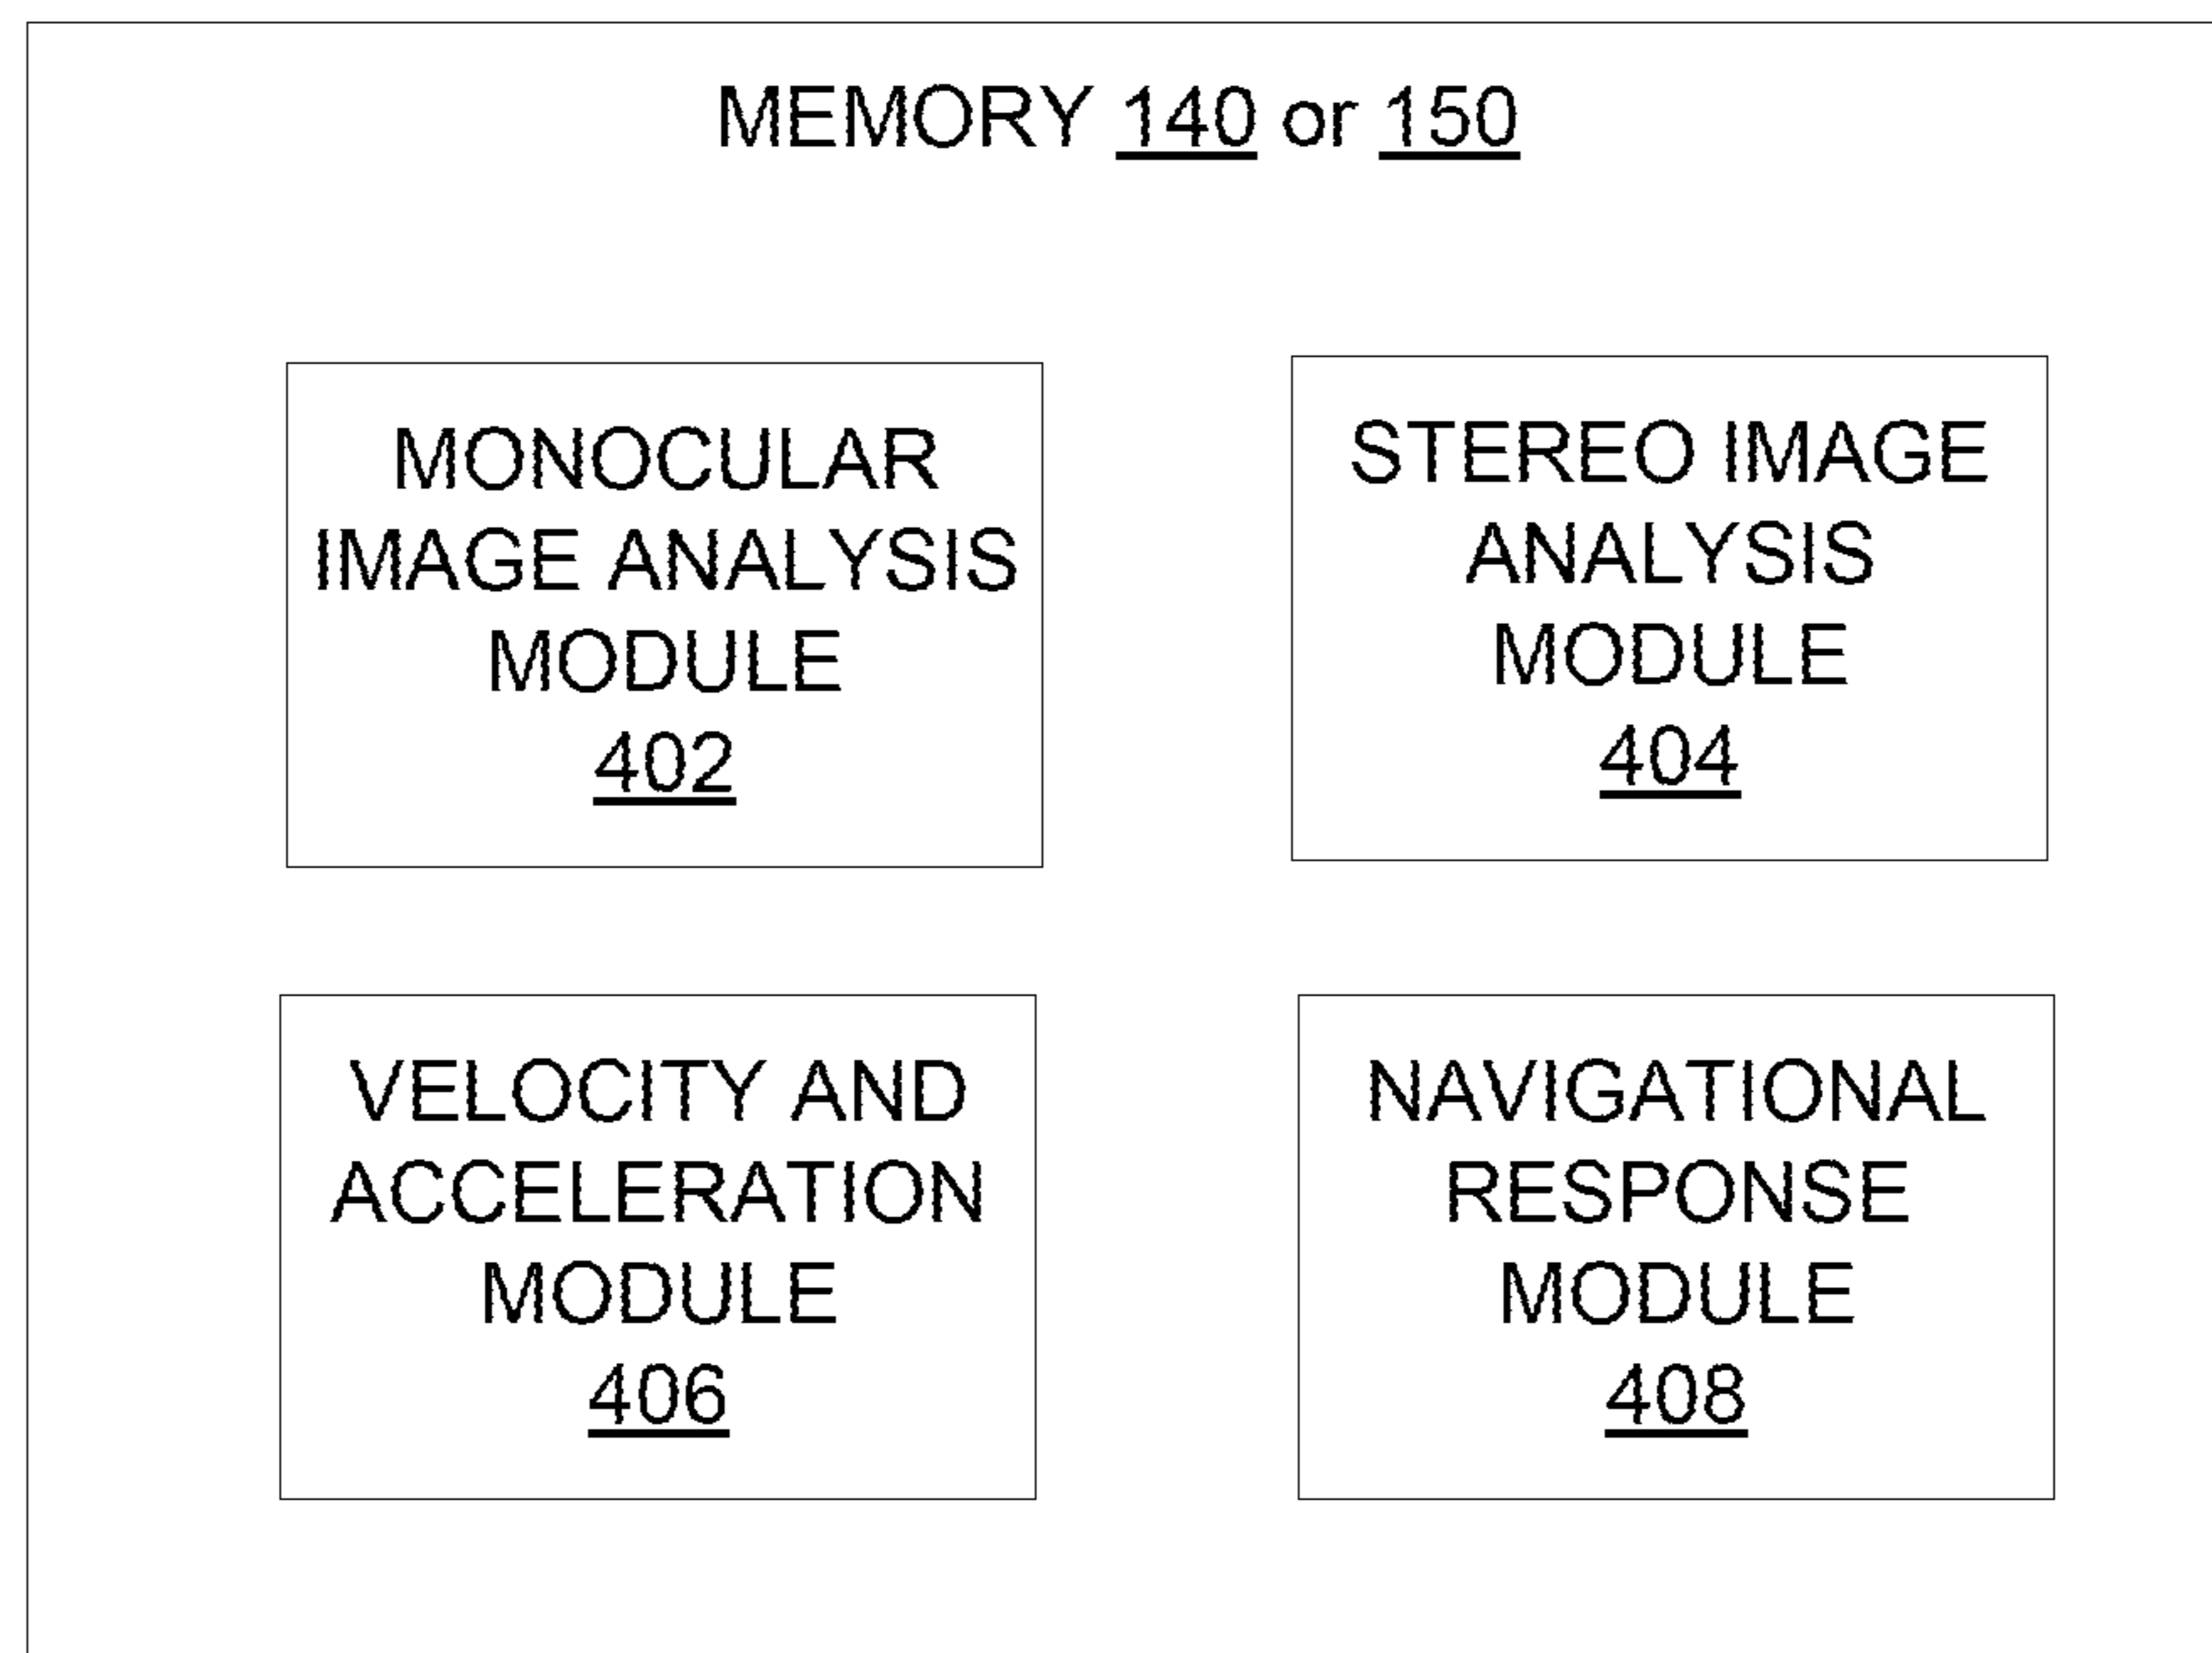 MEMORY 140 or 150
MONOCULAR
IMAGE ANALYSIS
MODULE
402
STEREO IMAGE
ANALYSIS
MODULE
404
VELOCITY AND
ACCELERATION
MODULE
406
NAVIGATIONAL
RESPONSE
MODULE
408